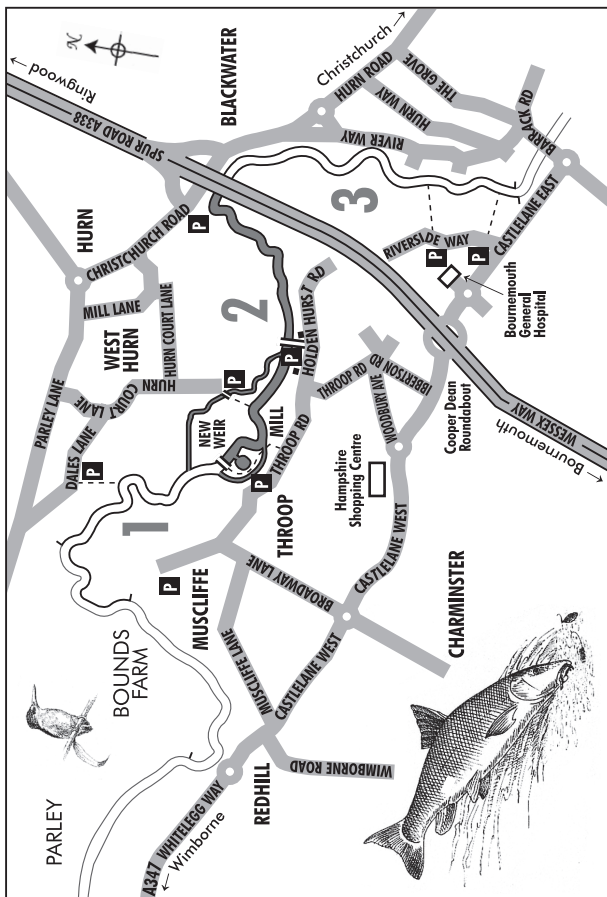 N
← Ringwood
SPUR ROAD A338
BLACKWATER
Christchurch →
HURN ROAD
THE GROVE
HURN WAY
RIVER WAY
BARRACK RD
CASTLELANE EAST
3
RIVERSIDE WAY
P
P
Bournemouth
General
Hospital
HURN
CHRISTCHURCH ROAD
P
MILL LANE
HURN COURT LANE
WEST
HURN
2
PARLEY LANE
DALES LANE
COURT LANE
HURN
P
P
HOLDENHURST RD
P
NEW
WEIR
MILL
THROOP RD
THROOP RD
IBBERTSON RD
WOODBURY AVE
Cooper Dean
Roundabout
WESSEX WAY
Bournemouth →
Hampshire
Shopping Centre
1
P
THROOP
P
MUSCLIFFE
BROADWAY LANE
CASTLELANE WEST
CHARMINSTER
MUSCLIFFE LANE
CASTLELANE WEST
BOUNDS
FARM
PARLEY
REDHILL
WIMBORNE ROAD
A347 WHITELEGG WAY
← Wimborne